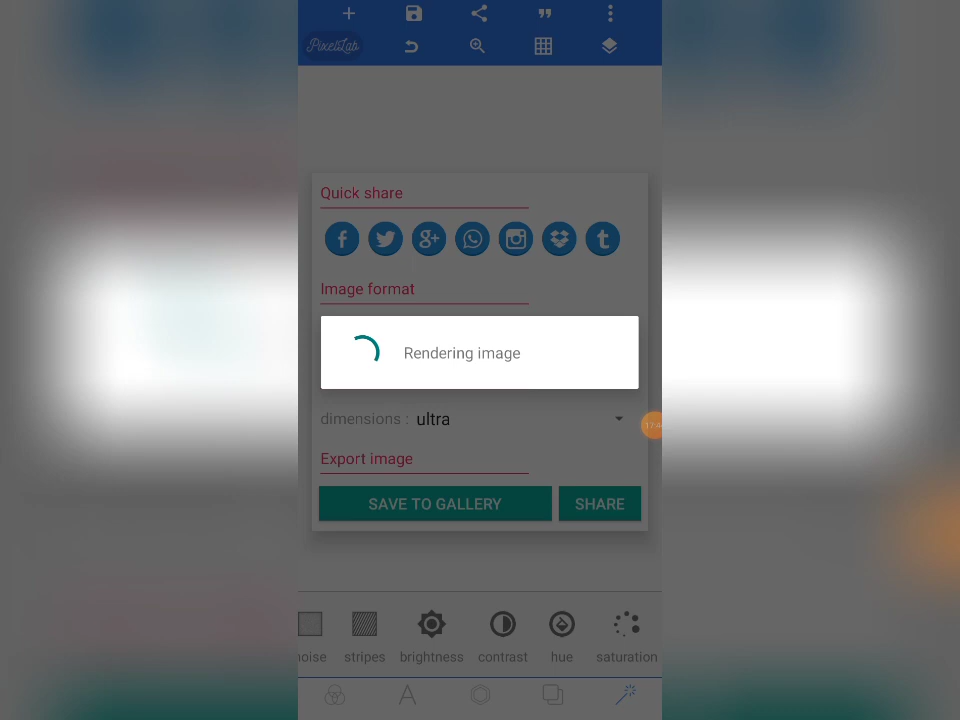 PixelLab
Quick share
Image format
Rendering image
dimensions : ultra
Export image
SAVE TO GALLERY SHARE
noise stripes brightness contrast hue saturation